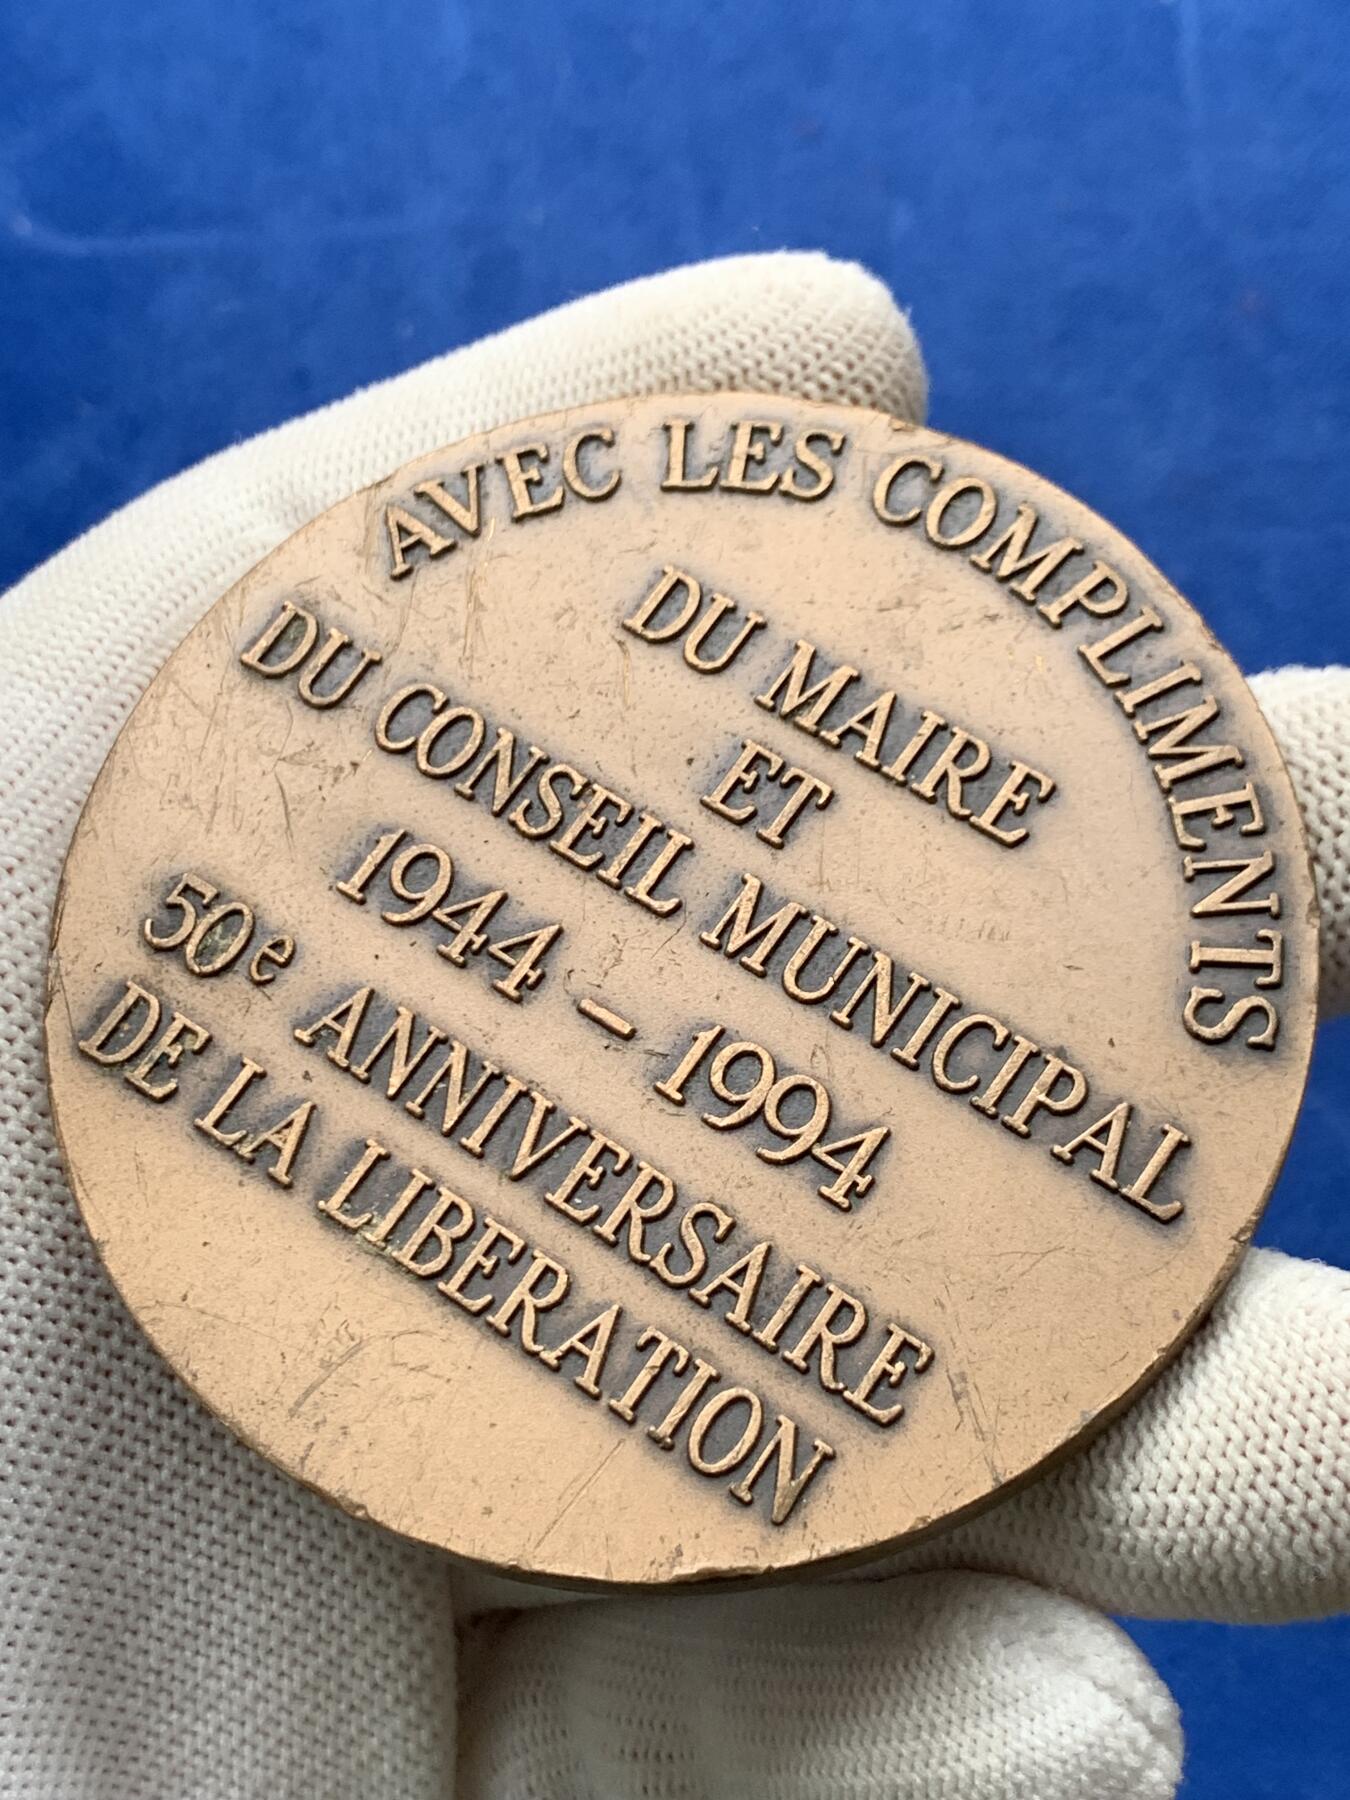 AVEC LES COMPLIMENTS
DU MAIRE
ET
DU CONSEIL MUNICIPAL
1944 - 1994
50e ANNIVERSAIRE
DE LA LIBERATION